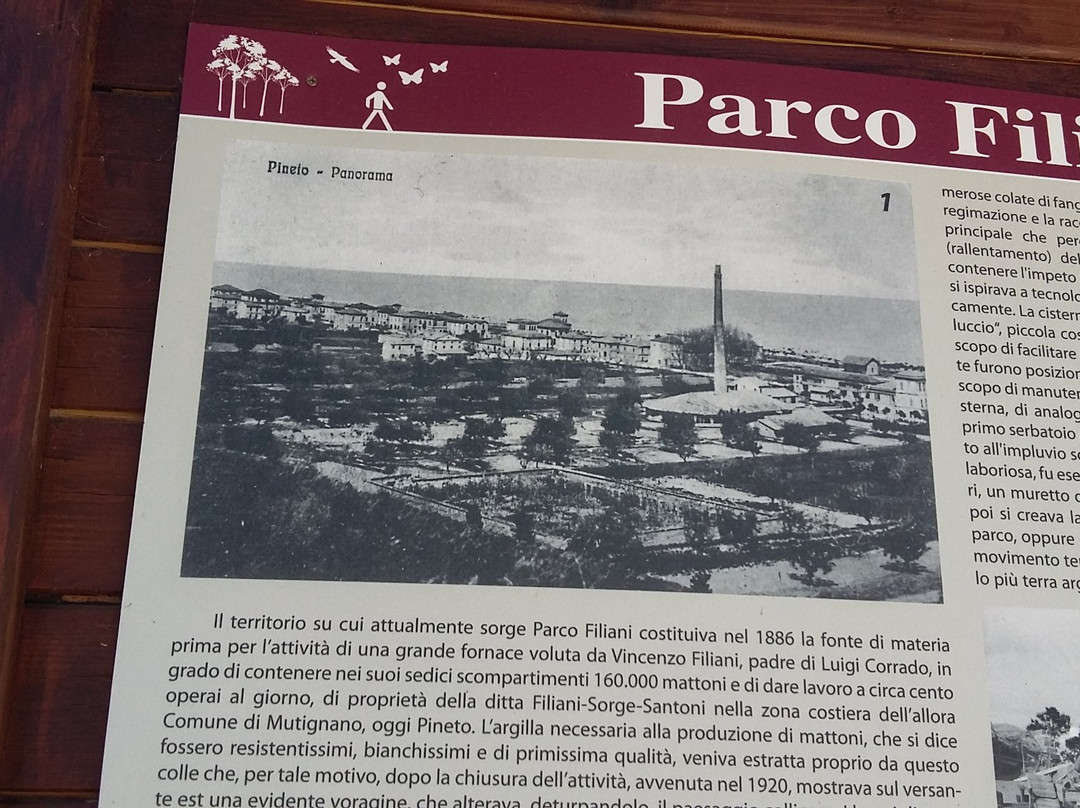 Parco Fili
Pineto - Panorama
1
Il territorio su cui attualmente sorge Parco Filiani costituiva nel 1886 la fonte di materia
prima per l'attività di una grande fornace voluta da Vincenzo Filiani, padre di Luigi Corrado, in
grado di contenere nei suoi sedici scompartimenti 160.000 mattoni e di dare lavoro a circa cento
operai al giorno, di proprietà della ditta Filiani-Sorge-Santoni nella zona costiera dell'allora
Comune di Mutignano, oggi Pineto. L'argilla necessaria alla produzione di mattoni, che si dice
fossero resistentissimi, bianchissimi e di primissima qualità, veniva estratta proprio da questo
colle che, per tale motivo, dopo la chiusura dell'attività, avvenuta nel 1920, mostrava sul versan-
te est una evidente voragine, che alterava, deturpandolo, il paesaggio
merose colate di fang
regimazione e la rac
principale che per
(rallentamento) del
contenere l'impeto
si ispirava a tecnolo
camente. La cistern
luccio", piccola cos
scopo di facilitare
te furono posizion
scopo di manuten
sterna, di analog
primo serbatoio
to all'impluvio s
laboriosa, fu ese
ri, un muretto
poi si creava la
parco, oppure
movimento te
lo più terra arg